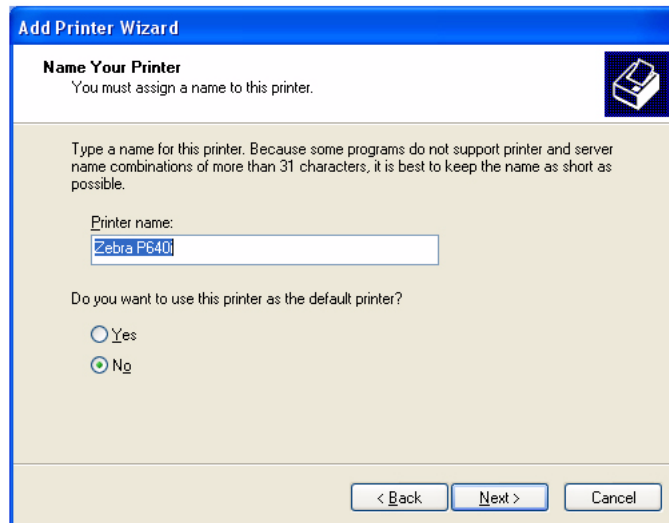 Add Printer Wizard
Name Your Printer
You must assign a name to this printer.
Type a name for this printer. Because some programs do not support printer and server
name combinations of more than 31 characters, it is best to keep the name as short as
possible.
Printer name:
Zebra P640i
Do you want to use this printer as the default printer?
Yes
No
< Back
Next >
Cancel